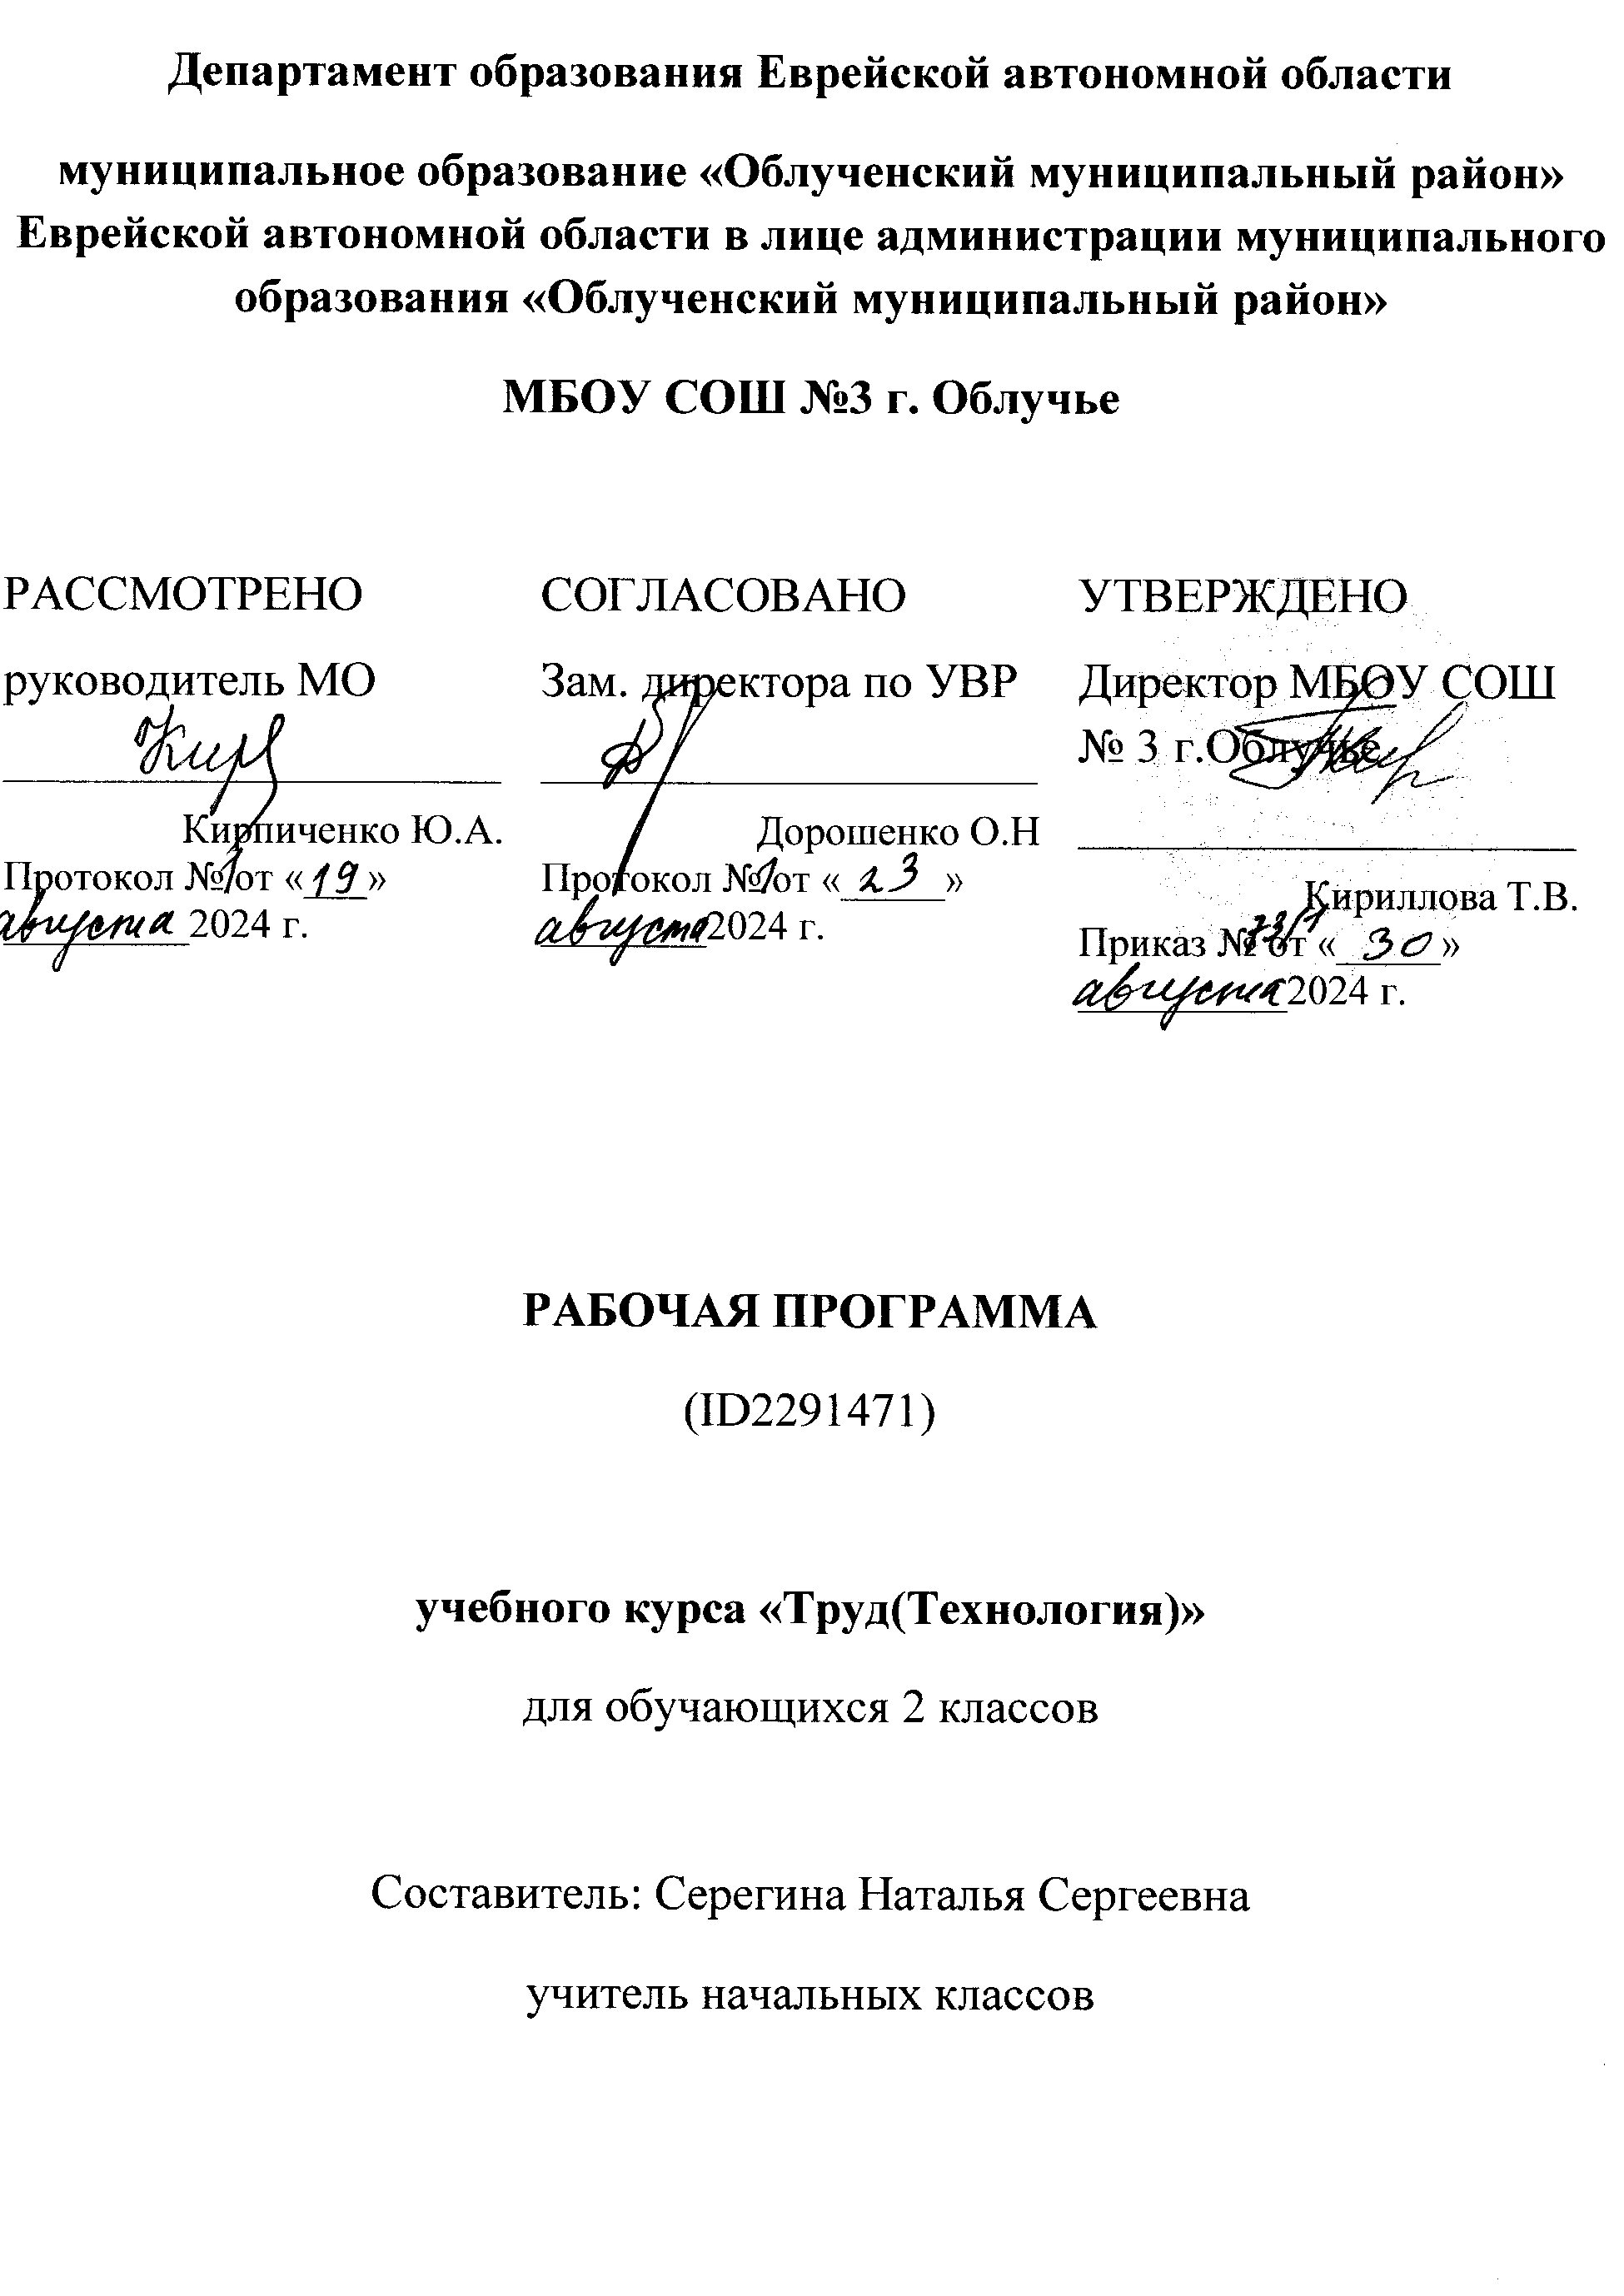 Департамент образования Еврейской автономной области
муниципальное образование «Облученский муниципальный район»
Еврейской автономной области в лице администрации муниципального
образования «Облученский муниципальный район»
МБОУ СОШ №3 г. Облучье
РАССМОТРЕНО
руководитель МО
Кирпиченко Ю.А.
Протокол №1 от «19»
августа 2024 г.
СОГЛАСОВАНО
Зам. директора по УВР
Дорошенко О.Н
Протокол №1 от «23»
августа 2024 г.
УТВЕРЖДЕНО
Директор МБОУ СОШ
№ 3 г.Облучье
Кириллова Т.В.
Приказ № 73/1 от «30»
августа 2024 г.
РАБОЧАЯ ПРОГРАММА
(ID2291471)
учебного курса «Труд(Технология)»
для обучающихся 2 классов
Составитель: Серегина Наталья Сергеевна
учитель начальных классов